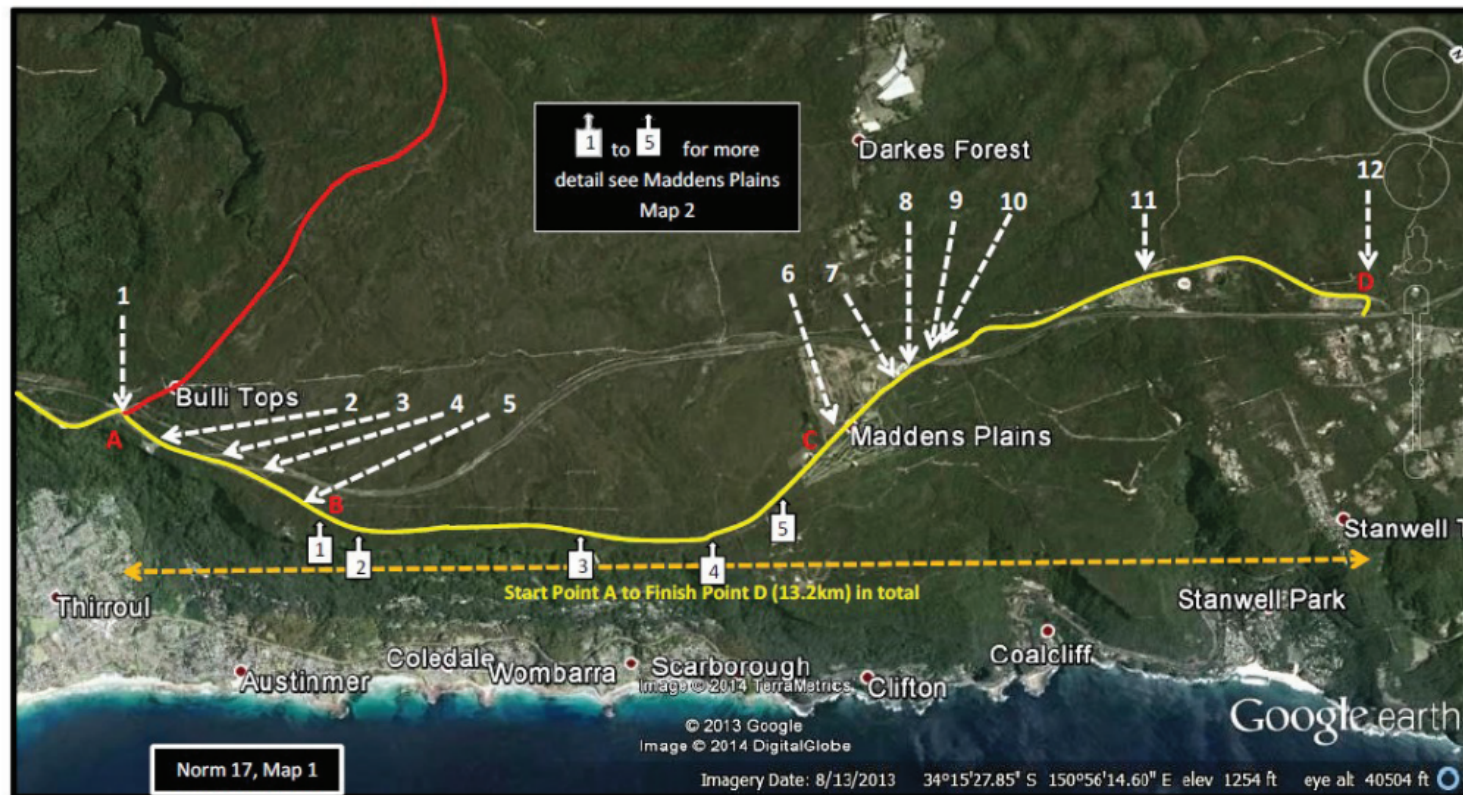 1 to 5 for more
detail see Maddens Plains
Map 2
Darkes Forest
12
11
8 9 10
6 7
D
1
Bulli Tops
2 3 4 5
A
C
Maddens Plains
B
1
2
3
4
5
Stanwell T
Start Point A to Finish Point D (13.2km) in total
Thirroul
Stanwell Park
Coalcliff
Coledale
Wombarra
Scarborough
Austinmer
Clifton
Image © 2014 TerraMetrics
Google earth
© 2013 Google
Image © 2014 DigitalGlobe
Norm 17, Map 1
Imagery Date: 8/13/2013 34°15'27.85" S 150°56'14.60" E elev 1254 ft eye alt 40504 ft